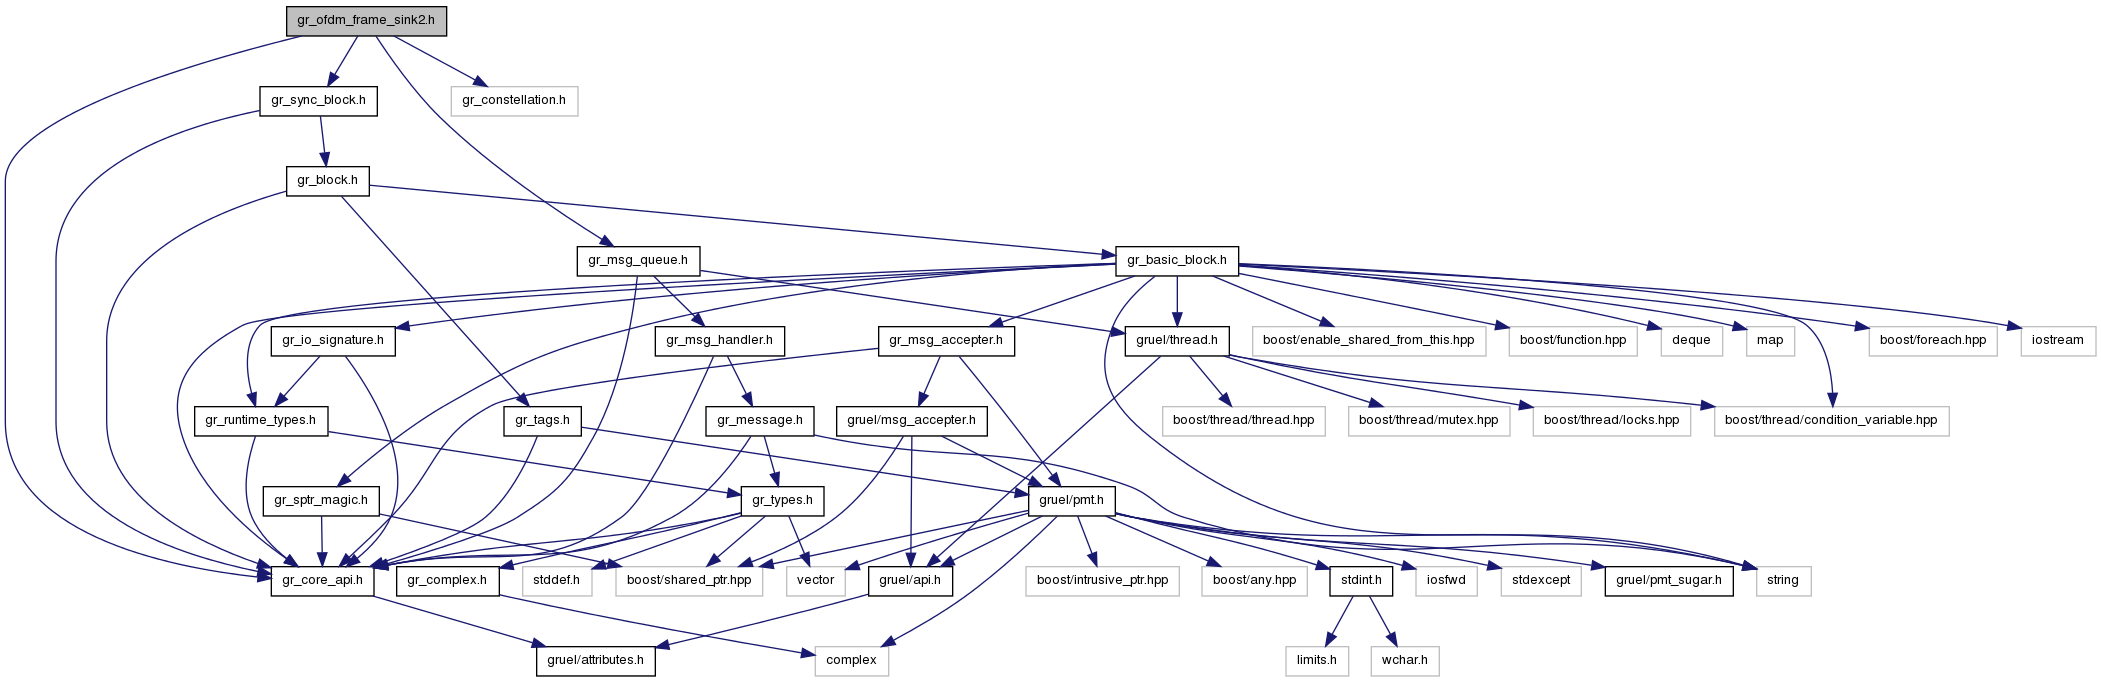 gr_ofdm_frame_sink2.h
gr_sync_block.h
gr_constellation.h
gr_block.h
gr_msg_queue.h
gr_basic_block.h
gr_io_signature.h
gr_msg_handler.h
gr_msg_accepter.h
gruel/thread.h
boost/enable_shared_from_this.hpp
boost/function.hpp
deque
map
boost/foreach.hpp
iostream
gr_runtime_types.h
gr_tags.h
gr_message.h
gruel/msg_accepter.h
boost/thread/thread.hpp
boost/thread/mutex.hpp
boost/thread/locks.hpp
boost/thread/condition_variable.hpp
gr_sptr_magic.h
gr_types.h
gruel/pmt.h
gr_core_api.h
gr_complex.h
stddef.h
boost/shared_ptr.hpp
vector
gruel/api.h
boost/intrusive_ptr.hpp
boost/any.hpp
stdint.h
iosfwd
stdexcept
gruel/pmt_sugar.h
string
gruel/attributes.h
complex
limits.h
wchar.h